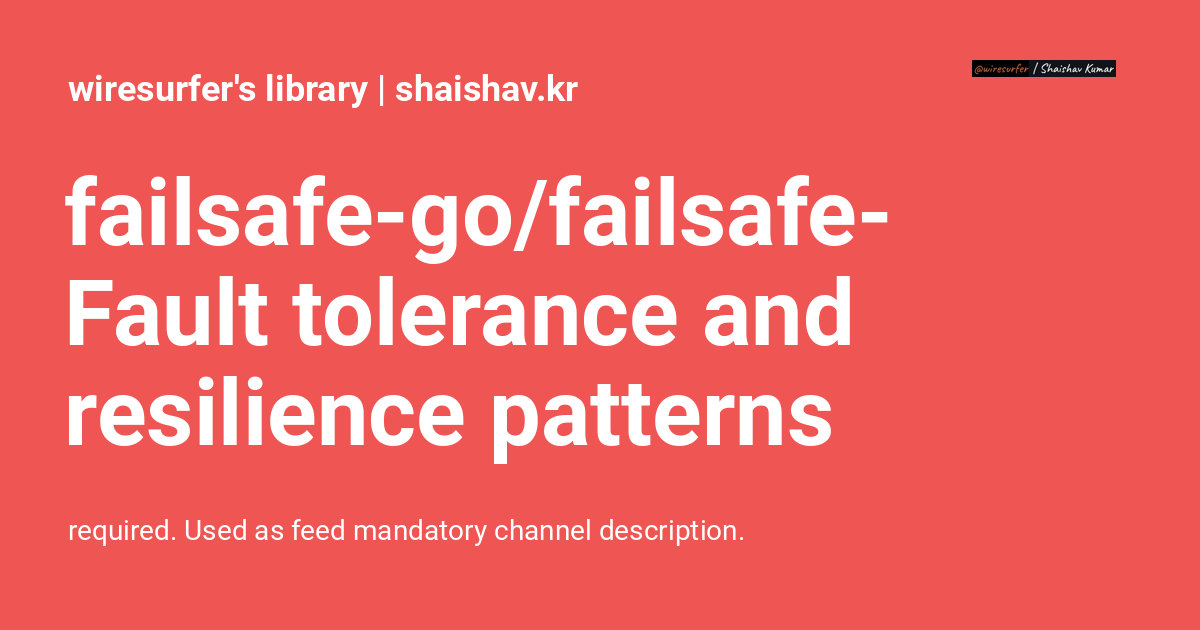 wiresurfer's library | shaishav.kr
@wiresurfer | Shaishav Kumar
failsafe-go/failsafe-
Fault tolerance and
resilience patterns
required. Used as feed mandatory channel description.